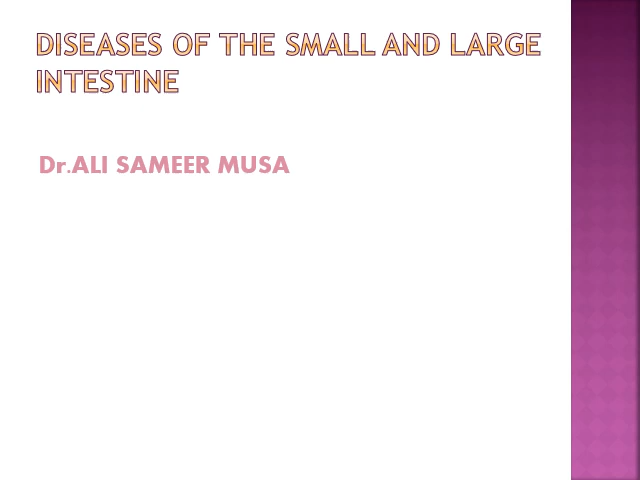 DISEASES OF THE SMALL AND LARGE
INTESTINE
Dr.ALI SAMEER MUSA